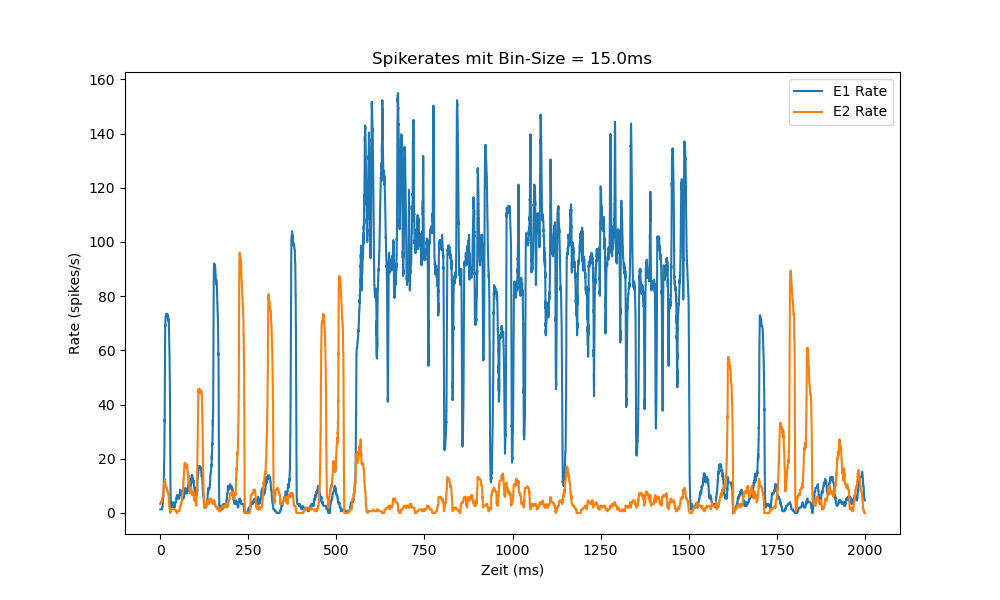 Spikerates mit Bin-Size = 15.0ms
E1 Rate
E2 Rate
Rate (spikes/s)
160
140
120
100
80
60
40
20
0
0 250 500 750 1000 1250 1500 1750 2000
Zeit (ms)